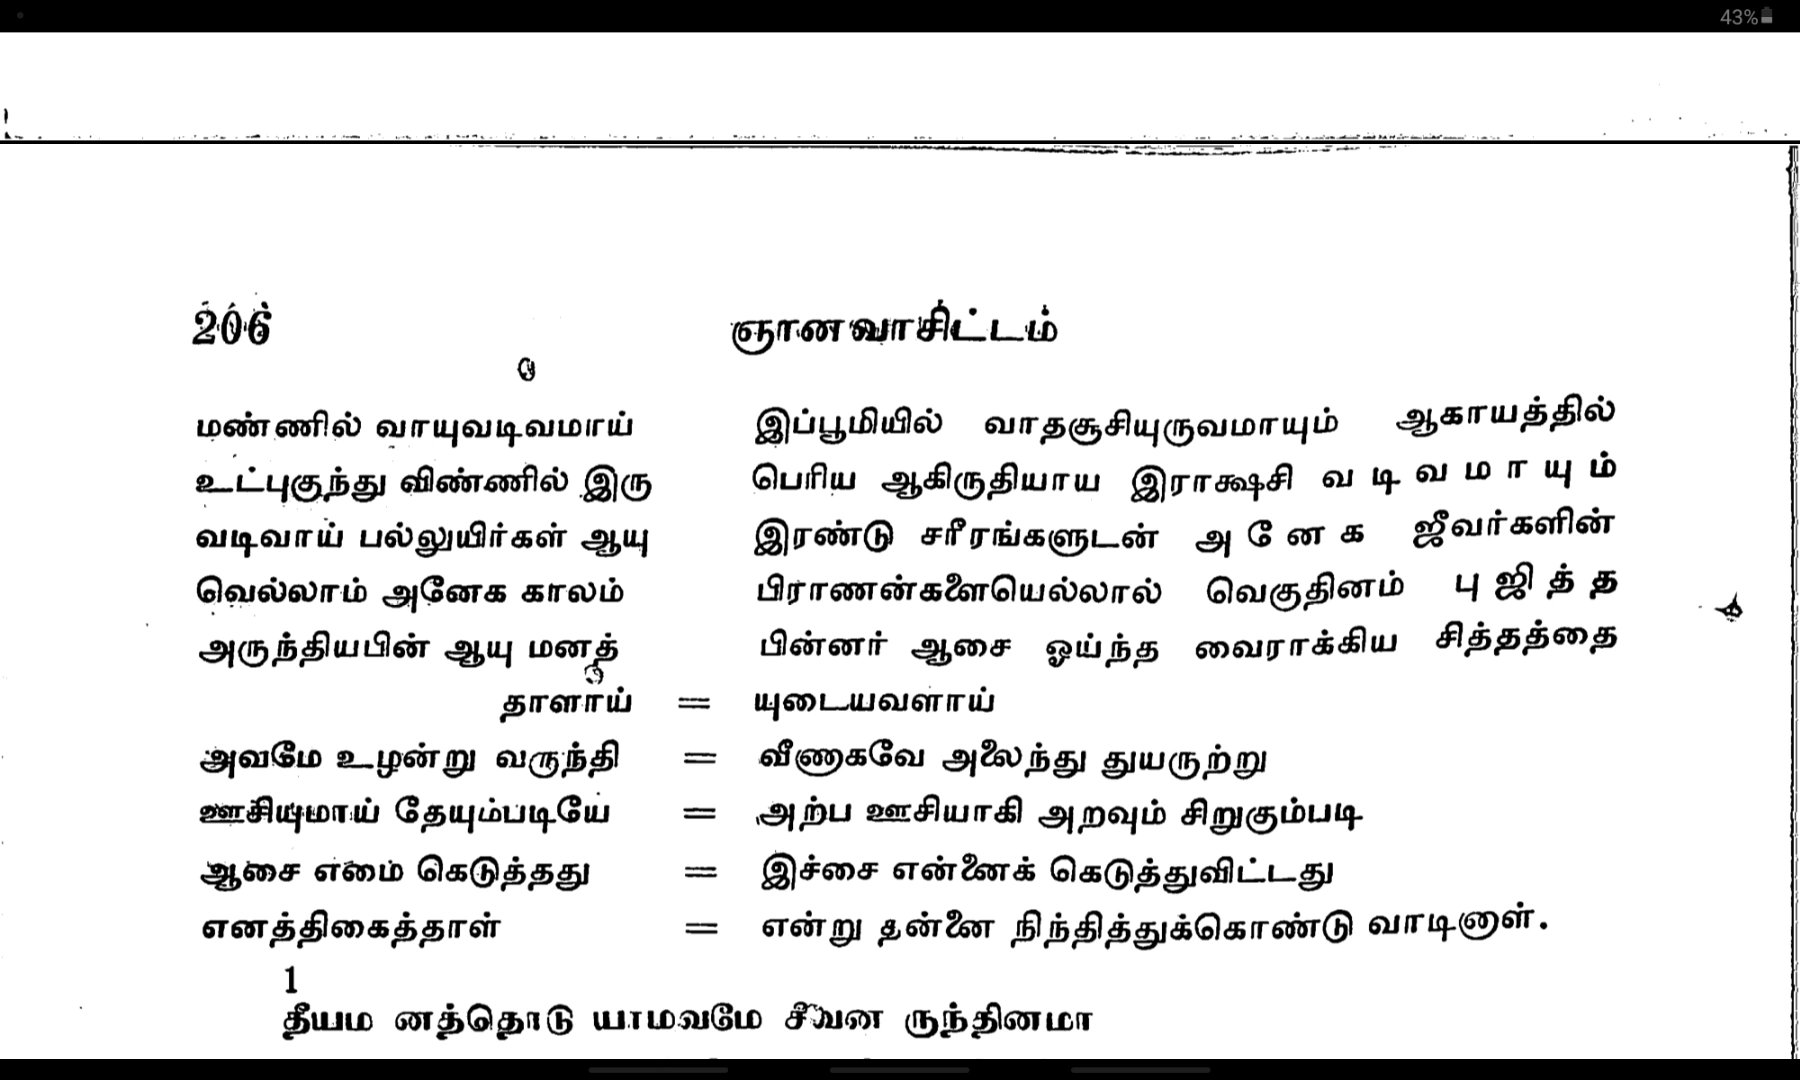 43%
206 ஞானவாசிட்டம்
மண்ணில் வாயுவடிவமாய் இப்பூமியில் வாதசூசியுருவமாயும் ஆகாயத்தில்
உட்புகுந்து விண்ணில் இரு பெரிய ஆகிருதியாய இராக்ஷசி வடிவமாயும்
வடிவாய் பல்லுயிர்கள் ஆயு இரண்டு சரீரங்களுடன் அனேக ஜீவர்களின்
வெல்லாம் அனேக காலம் பிராணன்களையெல்லால் வெகுதினம் புஜித்த
அருந்தியபின் ஆயு மனத் பின்னர் ஆசை ஓய்ந்த வைராக்கிய சித்தத்தை
தாளாய் = யுடையவளாய்
அவமே உழன்று வருந்தி = வீணாகவே அலைந்து துயருற்று
ஊசியுமாய் தேயும்படியே = அற்ப ஊசியாகி அறவும் சிறுகும்படி
ஆசை எமை கெடுத்தது = இச்சை என்னைக் கெடுத்துவிட்டது
எனத்திகைத்தாள் = என்று தன்னை நிந்தித்துக்கொண்டு வாடினாள்.
1
தீயம னத்தொடு யாமவமே சீவன ருந்தினமா